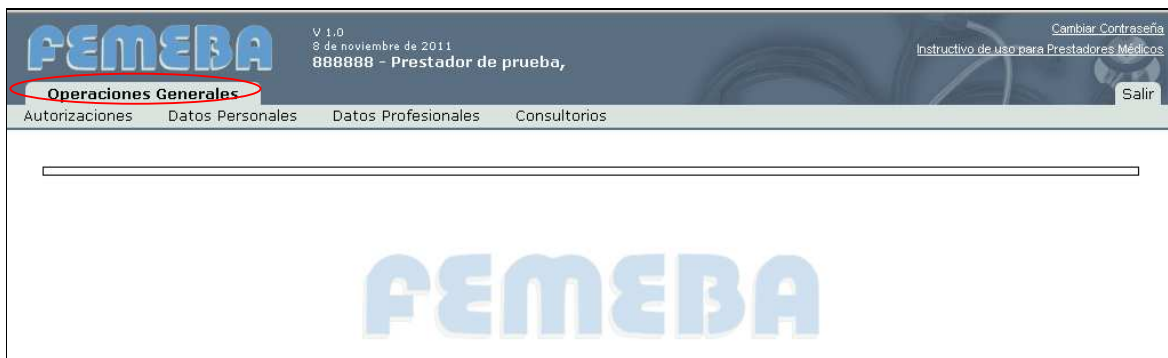 FEMEBA
V 1.0
8 de noviembre de 2011
888888 - Prestador de prueba,
Cambiar Contraseña
Instructivo de uso para Prestadores Médicos
Operaciones Generales
Salir
Autorizaciones Datos Personales Datos Profesionales Consultorios
FEMEBA